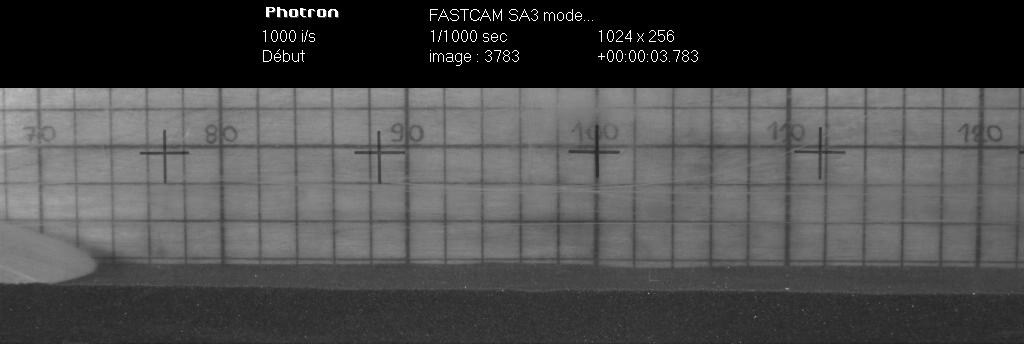 Photron
FASTCAM SA3 mode...
1000 i/s
1/1000 sec
1024 x 256
Début
image : 3783
+00:00:03.783
70
80
90
100
110
120